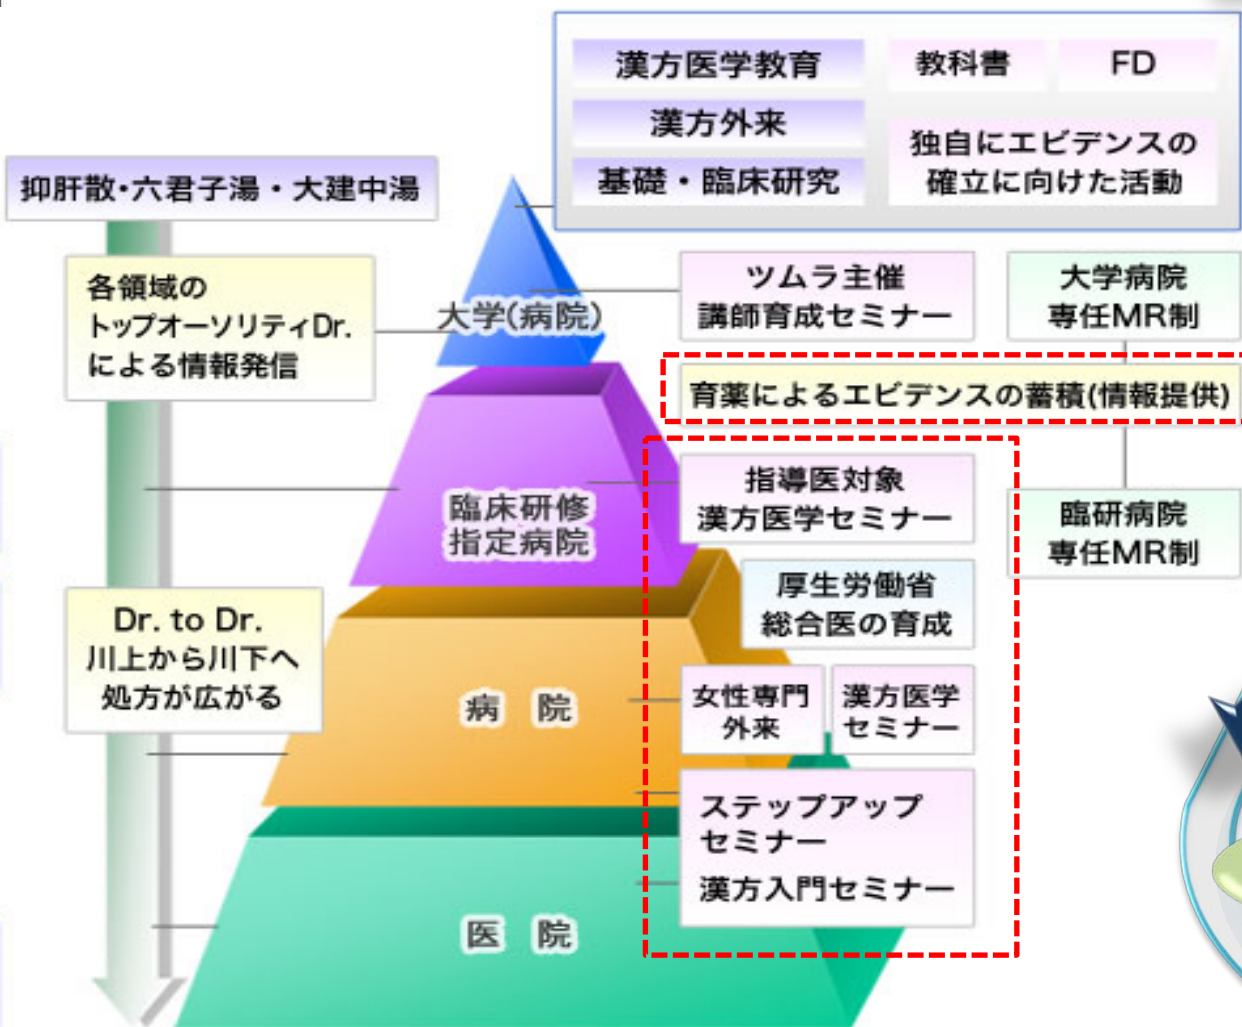 漢方医学教育
漢方外来
基礎・臨床研究
教科書
FD
独自にエビデンスの
確立に向けた活動
抑肝散・六君子湯・大建中湯
各領域の
トップオーソリティDr.
による情報発信
大学(病院)
ツムラ主催
講師育成セミナー
大学病院
専任MR制
育薬によるエビデンスの蓄積(情報提供)
臨床研修
指定病院
指導医対象
漢方医学セミナー
臨研病院
専任MR制
厚生労働省
総合医の育成
Dr. to Dr.
川上から川下へ
処方が広がる
病 院
女性専門
外来
漢方医学
セミナー
ステップアップ
セミナー
漢方入門セミナー
医 院